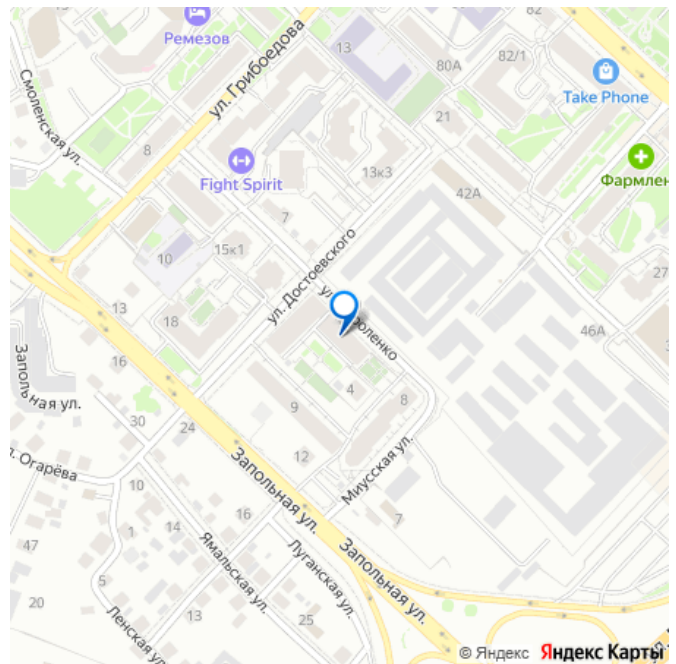 82
Ремезов
13
82/1
80А
Take Phone
ул. Грибоедова
Смоленская ул.
21
8
Fight Spirit
13к3
42А
Фармлен
7
15к1
10
ул. Достоевского
27
13
18
46А
16
Запольная ул.
4
8
9
30
24
12
Огарёва
Запольная ул.
Миусская ул.
10
16
7
14
1
47
Ямальская ул.
Луганская ул.
Запольная ул.
5
20
13
25
Ленская ул.
© Яндекс Яндекс Карты